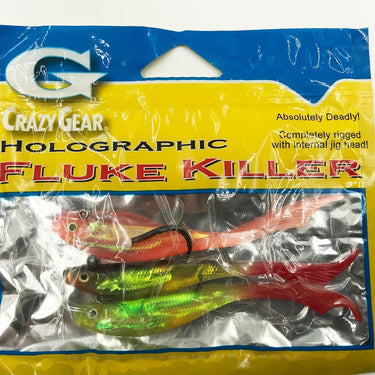 G
CRAZY GEAR
Absolutely Deadly!
Completely rigged
with internal jig head!
HOLOGRAPHIC
FLUKE KILLER